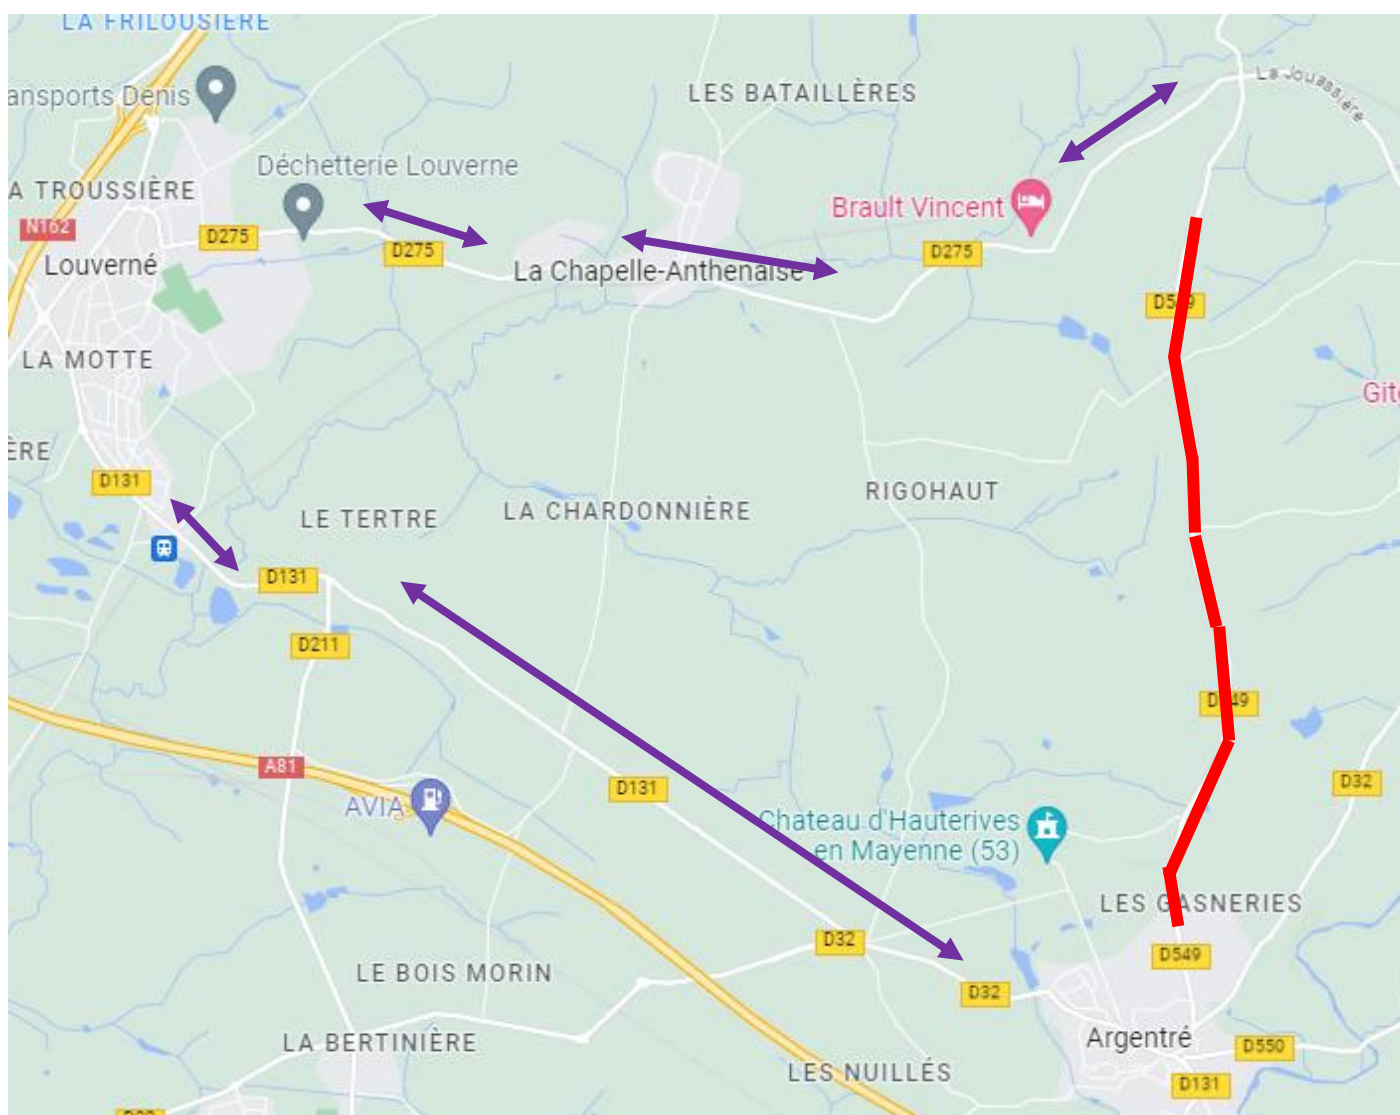 LA FRILOUSIÈRE
La Jouassière
ansports Denis
LES BATAILLÈRES
Déchetterie Louverne
A TROUSSIÈRE
Brault Vincent
N162
D275
D275
D275
Louverné
La Chapelle-Anthenaise
LA MOTTE
Gite
ÈRE
D131
RIGOHAUT
LE TERTRE
LA CHARDONNIÈRE
D131
D211
A81
D131
D32
AVIA
Chateau d'Hauterives
en Mayenne (53)
LES GASNERIES
D32
D549
LE BOIS MORIN
D32
LA BERTINIÈRE
Argentré
D550
LES NUILLÉS
D131